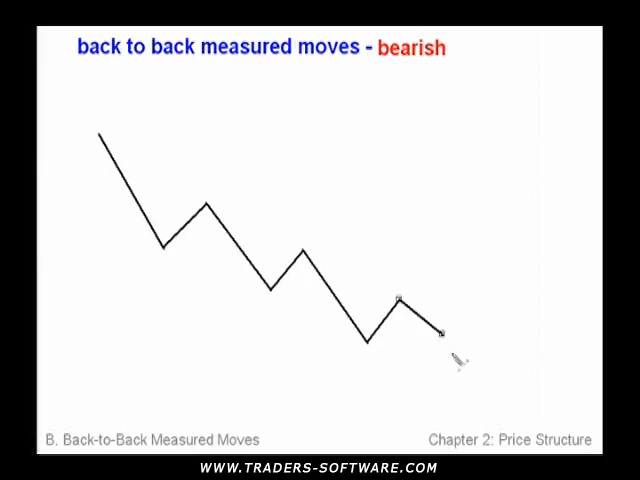 back to back measured moves - bearish
B. Back-to-Back Measured Moves
Chapter 2: Price Structure
WWW.TRADERS-SOFTWARE.COM